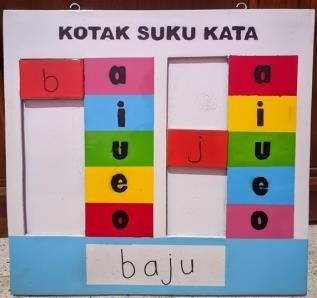 KOTAK SUKU KATA
b a a
i i
u j u
e e
o o
baju